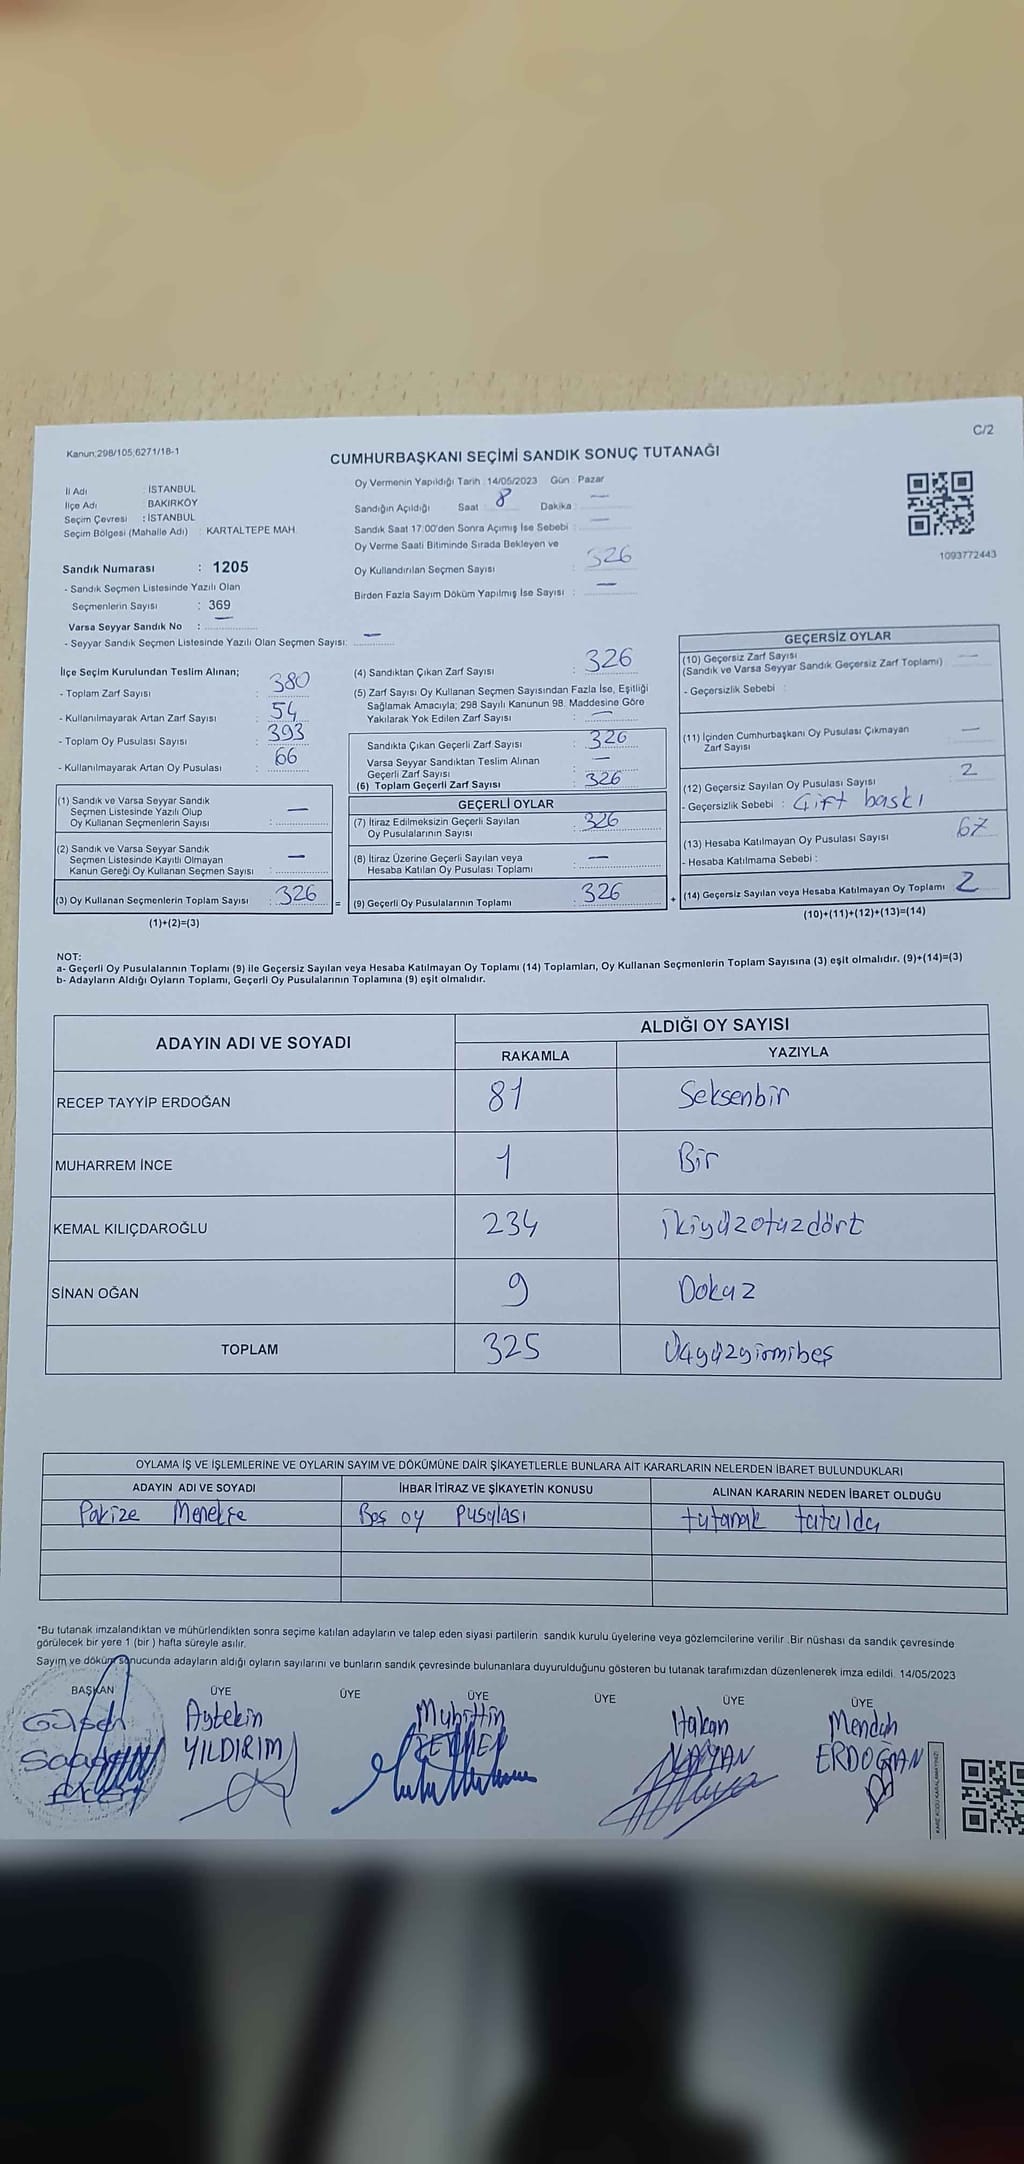 Kanun:298/105,6271/18-1
C/2
CUMHURBAŞKANI SEÇİMİ SANDIK SONUÇ TUTANAĞI
İl Adı : İSTANBUL
İlçe Adı : BAKIRKÖY
Seçim Çevresi : İSTANBUL
Seçim Bölgesi (Mahalle Adı) : KARTALTEPE MAH.
Sandık Numarası : 1205
- Sandık Seçmen Listesinde Yazılı Olan
Seçmenlerin Sayısı : 369
Varsa Seyyar Sandık No : —
- Seyyar Sandık Seçmen Listesinde Yazılı Olan Seçmen Sayısı: —
Oy Vermenin Yapıldığı Tarih : 14/05/2023 Gün : Pazar
Sandığın Açıldığı Saat 8 Dakika : —
Sandık Saat 17:00'den Sonra Açımış İse Sebebi : —
Oy Verme Saati Bitiminde Sırada Bekleyen ve
Oy Kullandırılan Seçmen Sayısı : 326
Birden Fazla Sayım Döküm Yapılmış İse Sayısı : —
1093772443
İlçe Seçim Kurulundan Teslim Alınan;
- Toplam Zarf Sayısı : 380
- Kullanılmayarak Artan Zarf Sayısı : 54
- Toplam Oy Pusulası Sayısı : 393
- Kullanılmayarak Artan Oy Pusulası : 66
(1) Sandık ve Varsa Seyyar Sandık
Seçmen Listesinde Yazılı Olup
Oy Kullanan Seçmenlerin Sayısı : —
(2) Sandık ve Varsa Seyyar Sandık
Seçmen Listesinde Kayıtlı Olmayan
Kanun Gereği Oy Kullanan Seçmen Sayısı : —
(3) Oy Kullanan Seçmenlerin Toplam Sayısı : 326
(1)+(2)=(3)
(4) Sandıktan Çıkan Zarf Sayısı : 326
(5) Zarf Sayısı Oy Kullanan Seçmen Sayısından Fazla İse, Eşitliği
Sağlamak Amacıyla; 298 Sayılı Kanunun 98. Maddesine Göre
Yakılarak Yok Edilen Zarf Sayısı : —
Sandıkta Çıkan Geçerli Zarf Sayısı : 326
Varsa Seyyar Sandıktan Teslim Alınan
Geçerli Zarf Sayısı : —
(6) Toplam Geçerli Zarf Sayısı : 326
GEÇERLİ OYLAR
(7) İtiraz Edilmeksizin Geçerli Sayılan
Oy Pusulalarının Sayısı : 326
(8) İtiraz Üzerine Geçerli Sayılan veya
Hesaba Katılan Oy Pusulası Toplamı : —
= (9) Geçerli Oy Pusulalarının Toplamı : 326
GEÇERSİZ OYLAR
(10) Geçersiz Zarf Sayısı : —
(Sandık ve Varsa Seyyar Sandık Geçersiz Zarf Toplamı)
- Geçersizlik Sebebi :
(11) İçinden Cumhurbaşkanı Oy Pusulası Çıkmayan
Zarf Sayısı : —
(12) Geçersiz Sayılan Oy Pusulası Sayısı : 2
- Geçersizlik Sebebi : Çift baskı
(13) Hesaba Katılmayan Oy Pusulası Sayısı : 67
- Hesaba Katılmama Sebebi :
+ (14) Geçersiz Sayılan veya Hesaba Katılmayan Oy Toplamı : 2
(10)+(11)+(12)+(13)=(14)
NOT:
a- Geçerli Oy Pusulalarının Toplamı (9) ile Geçersiz Sayılan veya Hesaba Katılmayan Oy Toplamı (14) Toplamları, Oy Kullanan Seçmenlerin Toplam Sayısına (3) eşit olmalıdır. (9)+(14)=(3)
b- Adayların Aldığı Oyların Toplamı, Geçerli Oy Pusulalarının Toplamına (9) eşit olmalıdır.
ADAYIN ADI VE SOYADI
ALDIĞI OY SAYISI
RAKAMLA YAZIYLA
RECEP TAYYİP ERDOĞAN 81 Seksenbir
MUHARREM İNCE 1 Bir
KEMAL KILIÇDAROĞLU 234 ikiyüzotuzdört
SİNAN OĞAN 9 Dokuz
TOPLAM 325 Üçyüzyirmibeş
OYLAMA İŞ VE İŞLEMLERİNE VE OYLARIN SAYIM VE DÖKÜMÜNE DAİR ŞİKAYETLERLE BUNLARA AİT KARARLARIN NELERDEN İBARET BULUNDUKLARI
ADAYIN ADI VE SOYADI İHBAR İTİRAZ VE ŞİKAYETİN KONUSU ALINAN KARARIN NEDEN İBARET OLDUĞU
Pakize Menekşe Boş oy pusulası tutanak tutuldu
*Bu tutanak imzalandıktan ve mühürlendikten sonra seçime katılan adayların ve talep eden siyasi partilerin sandık kurulu üyelerine veya gözlemcilerine verilir .Bir nüshası da sandık çevresinde
görülecek bir yere 1 (bir ) hafta süreyle asılır.
Sayım ve döküm sonucunda adayların aldığı oyların sayılarını ve bunların sandık çevresinde bulunanlara duyurulduğunu gösteren bu tutanak tarafımızdan düzenlenerek imza edildi. 14/05/2023
BAŞKAN ÜYE ÜYE ÜYE ÜYE ÜYE ÜYE
Aytekin Muhittin Hakan Menduh
YILDIRIM KAYAN ERDOĞAN